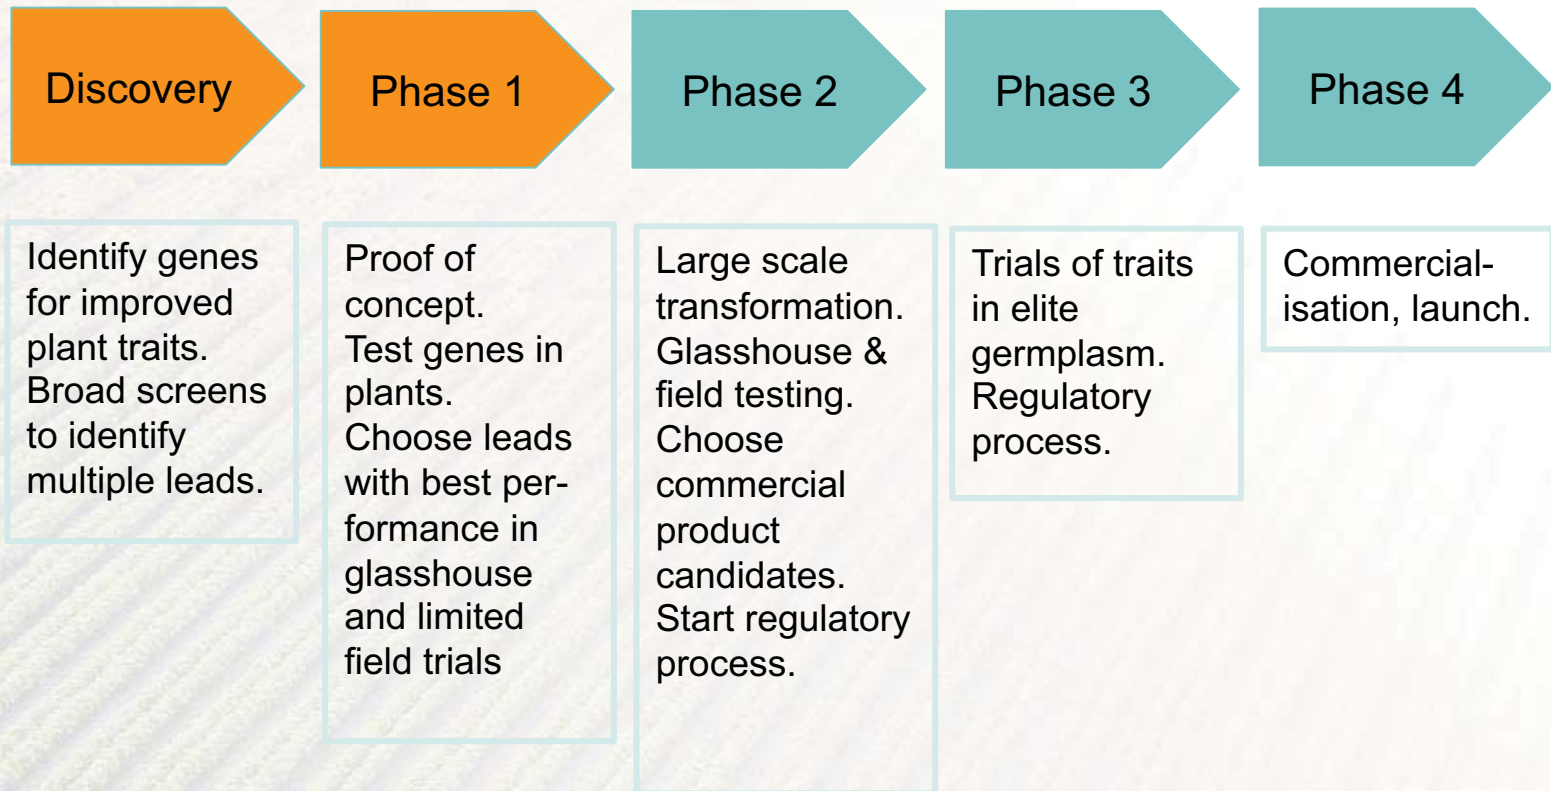 Discovery
Phase 1
Phase 2
Phase 3
Phase 4
Identify genes
for improved
plant traits.
Broad screens
to identify
multiple leads.
Proof of
concept.
Test genes in
plants.
Choose leads
with best per-
formance in
glasshouse
and limited
field trials
Large scale
transformation.
Glasshouse &
field testing.
Choose
commercial
product
candidates.
Start regulatory
process.
Trials of traits
in elite
germplasm.
Regulatory
process.
Commercial-
isation, launch.